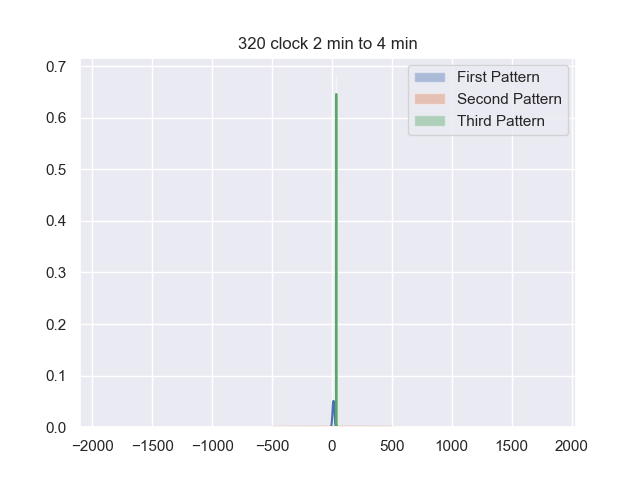 320 clock 2 min to 4 min
First Pattern
Second Pattern
Third Pattern
0.7
0.6
0.5
0.4
0.3
0.2
0.1
0.0
−2000 −1500 −1000 −500 0 500 1000 1500 2000